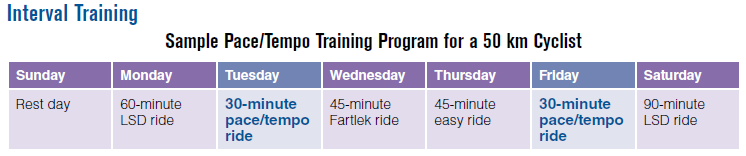 Interval Training
Sample Pace/Tempo Training Program for a 50 km Cyclist
Sunday Monday Tuesday Wednesday Thursday Friday Saturday
Rest day 60-minute 30-minute 45-minute 45-minute 30-minute 90-minute
LSD ride pace/tempo Fartlek ride easy ride pace/tempo LSD ride
ride ride